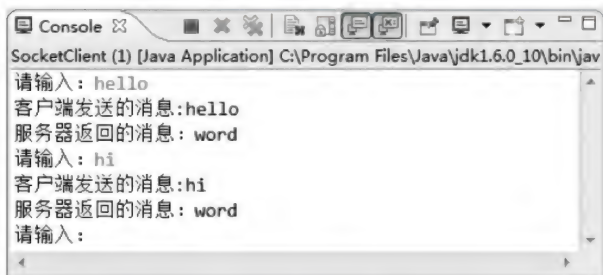 Console
SocketClient (1) [Java Application] C:\Program Files\Java\jdk1.6.0_10\bin\jav
请输入：hello
客户端发送的消息:hello
服务器返回的消息：word
请输入：hi
客户端发送的消息:hi
服务器返回的消息：word
请输入：